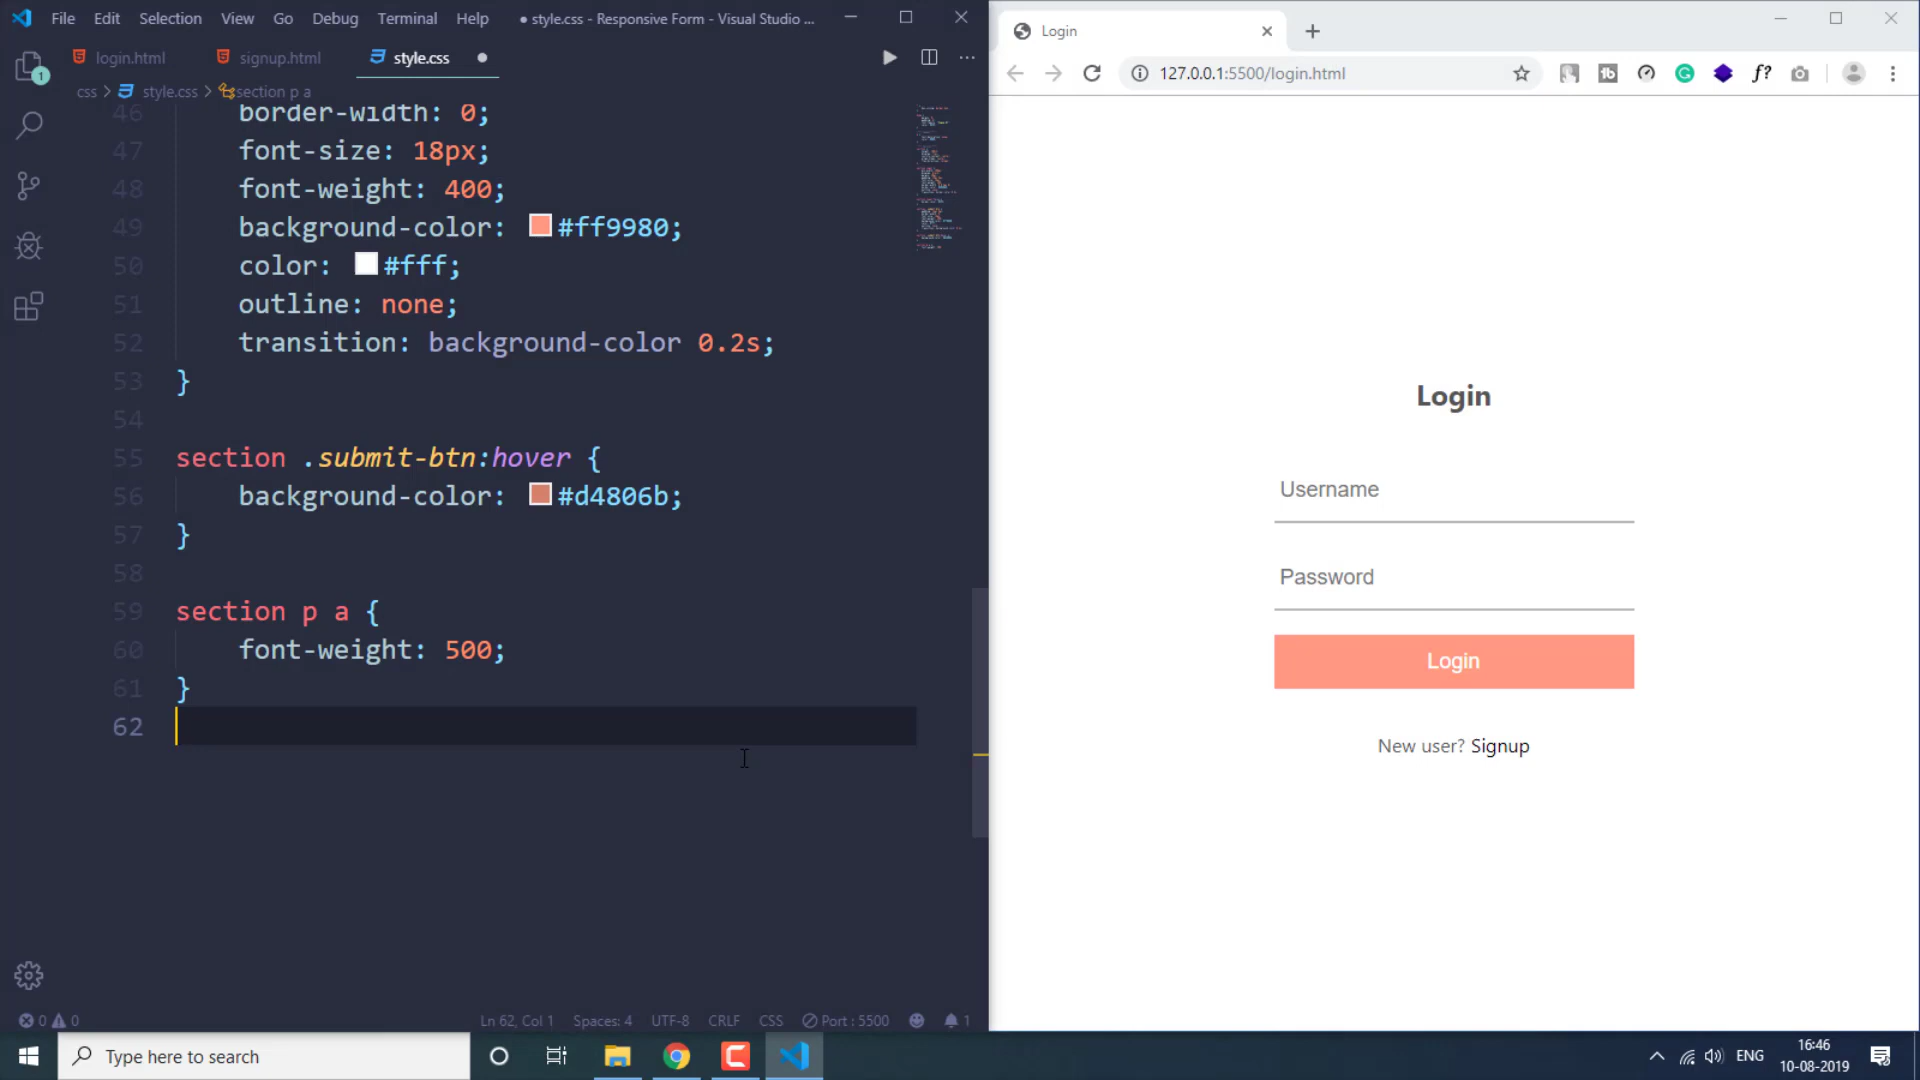 File Edit Selection View Go Debug Terminal Help ● style.css - Responsive Form - Visual Studio ...
login.html signup.html style.css ●
css > style.css > section p a
46 border-width: 0;
47 font-size: 18px;
48 font-weight: 400;
49 background-color: #ff9980;
50 color: #fff;
51 outline: none;
52 transition: background-color 0.2s;
53 }
54
55 section .submit-btn:hover {
56 background-color: #d4806b;
57 }
58
59 section p a {
60 font-weight: 500;
61 }
62
1
0 0 Ln 62, Col 1 Spaces: 4 UTF-8 CRLF CSS Port : 5500 1
Login
127.0.0.1:5500/login.html
f?
Login
Username
Password
Login
New user? Signup
Type here to search
ENG
16:46
10-08-2019